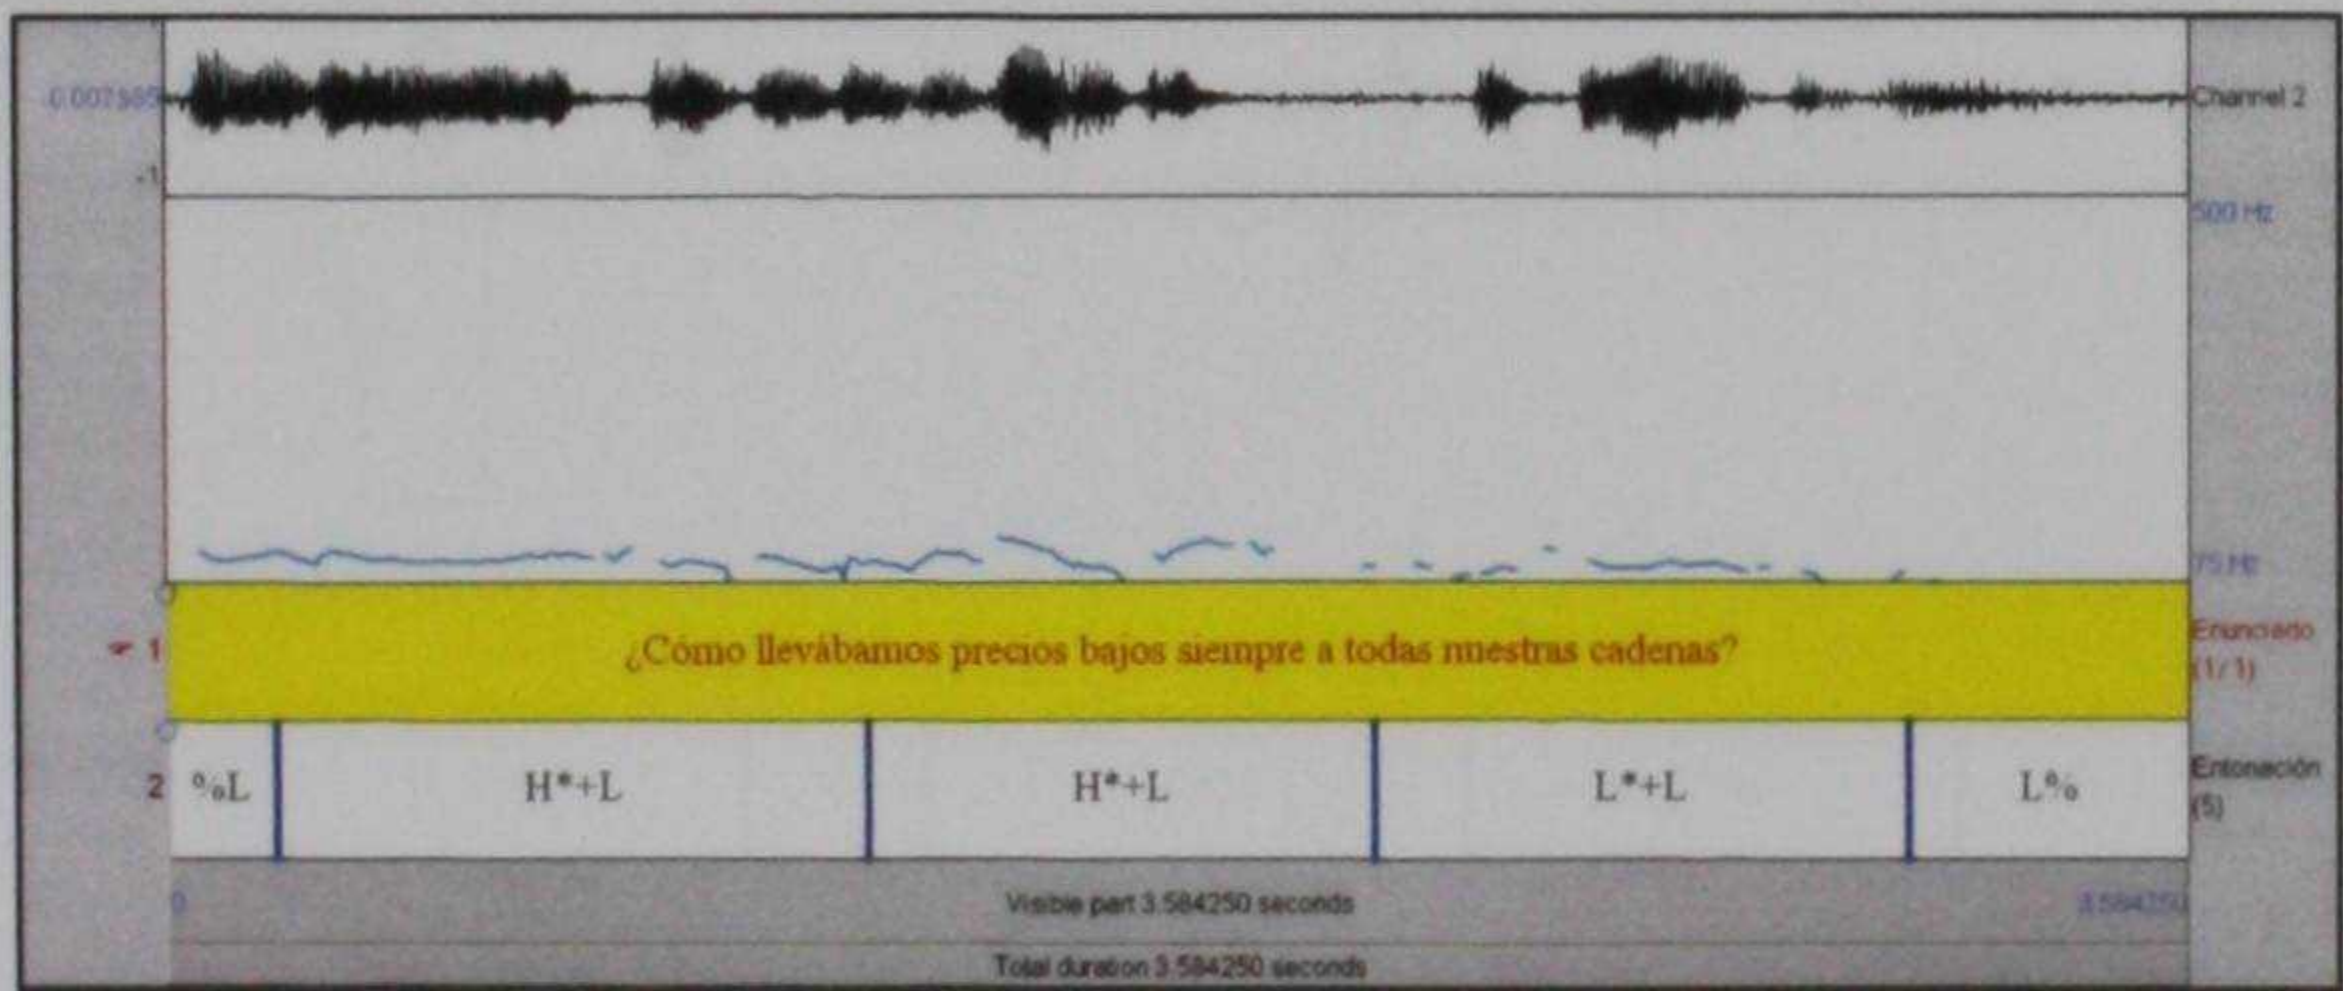 Channel 2
-1
500 Hz
75 Hz
¿Cómo llevábamos precios bajos siempre a todas nuestras cadenas?
1
Enunciado
(1/1)
2
%L H*+L H*+L L*+L L%
Entonación
(5)
0
Visible part 3.584250 seconds
3.584250
Total duration 3.584250 seconds